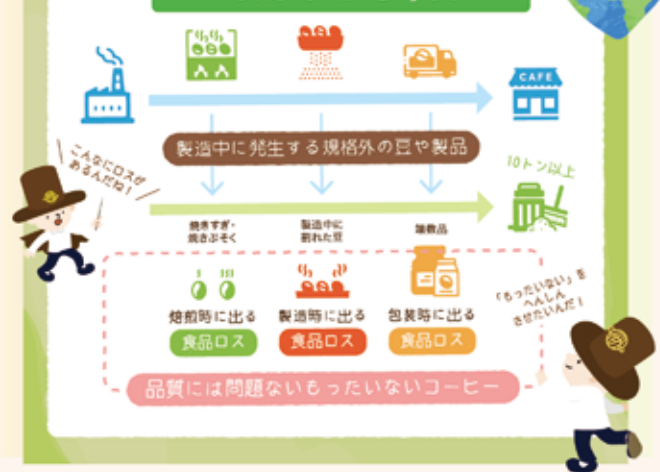 CAFE
製造中に発生する規格外の豆や製品
こんなにロスが
あるんだね！
10トン以上
焼きすぎ・
焼きぶそく
製造中に
割れた豆
端数品
「もったいない」を
へんしん
させたいんだ！
焙煎時に出る
食品ロス
製造時に出る
食品ロス
包装時に出る
食品ロス
品質には問題ないもったいないコーヒー